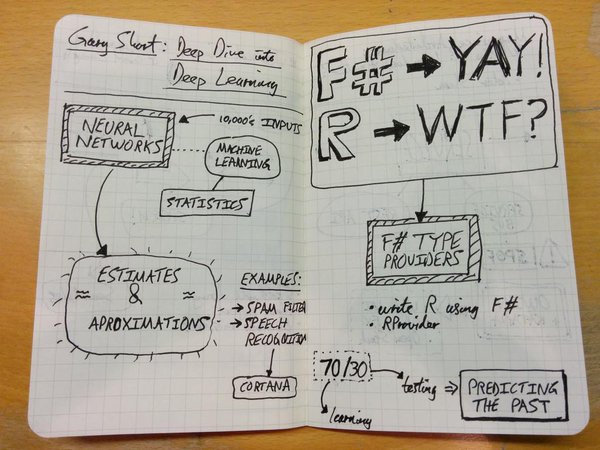 Gary Short: Deep Dive into
Deep Learning
NEURAL
NETWORKS
10,000's INPUTS
MACHINE
LEARNING
STATISTICS
≈ ESTIMATES
&
APROXIMATIONS ≈
EXAMPLES:
→ SPAM FILTER
→ SPEECH
RECOGNITION
CORTANA
F# → YAY!
R → WTF?
F# TYPE
PROVIDERS
• write R using F#
• RProvider
70/30
testing ⇒ PREDICTING
THE PAST
learning